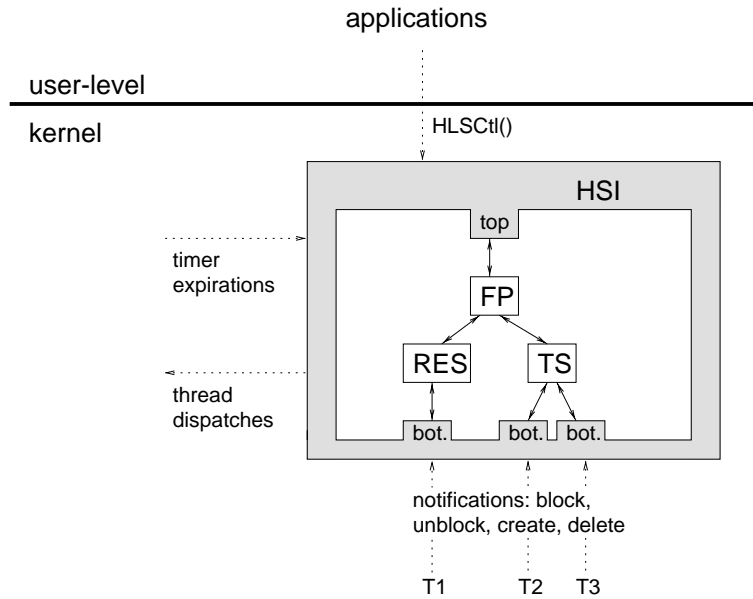 applications
user-level
kernel
HLSCtl()
HSI
top
timer
expirations
FP
RES
TS
thread
dispatches
bot.
bot.
bot.
notifications: block,
unblock, create, delete
T1
T2
T3